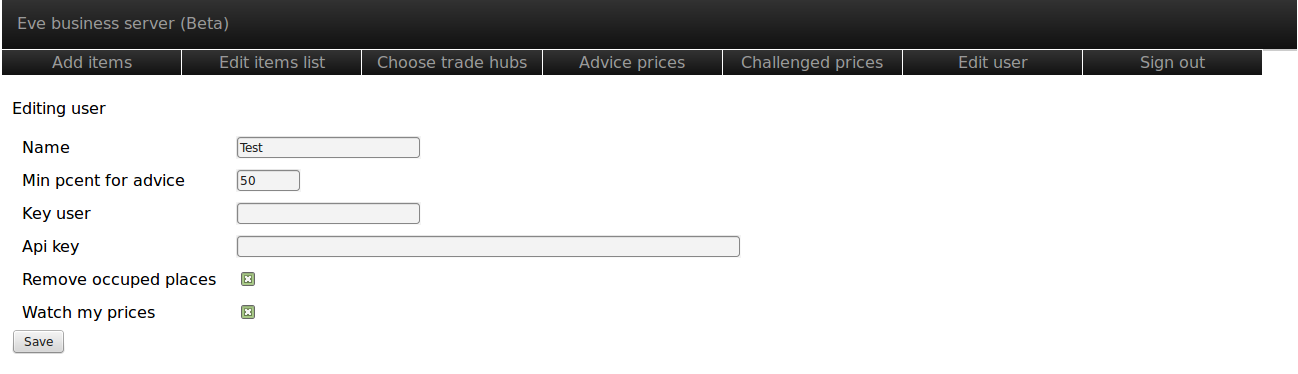 Eve business server (Beta)
Add items Edit items list Choose trade hubs Advice prices Challenged prices Edit user Sign out
Editing user
Name Test
Min pcent for advice 50
Key user
Api key
Remove occuped places
Watch my prices
Save